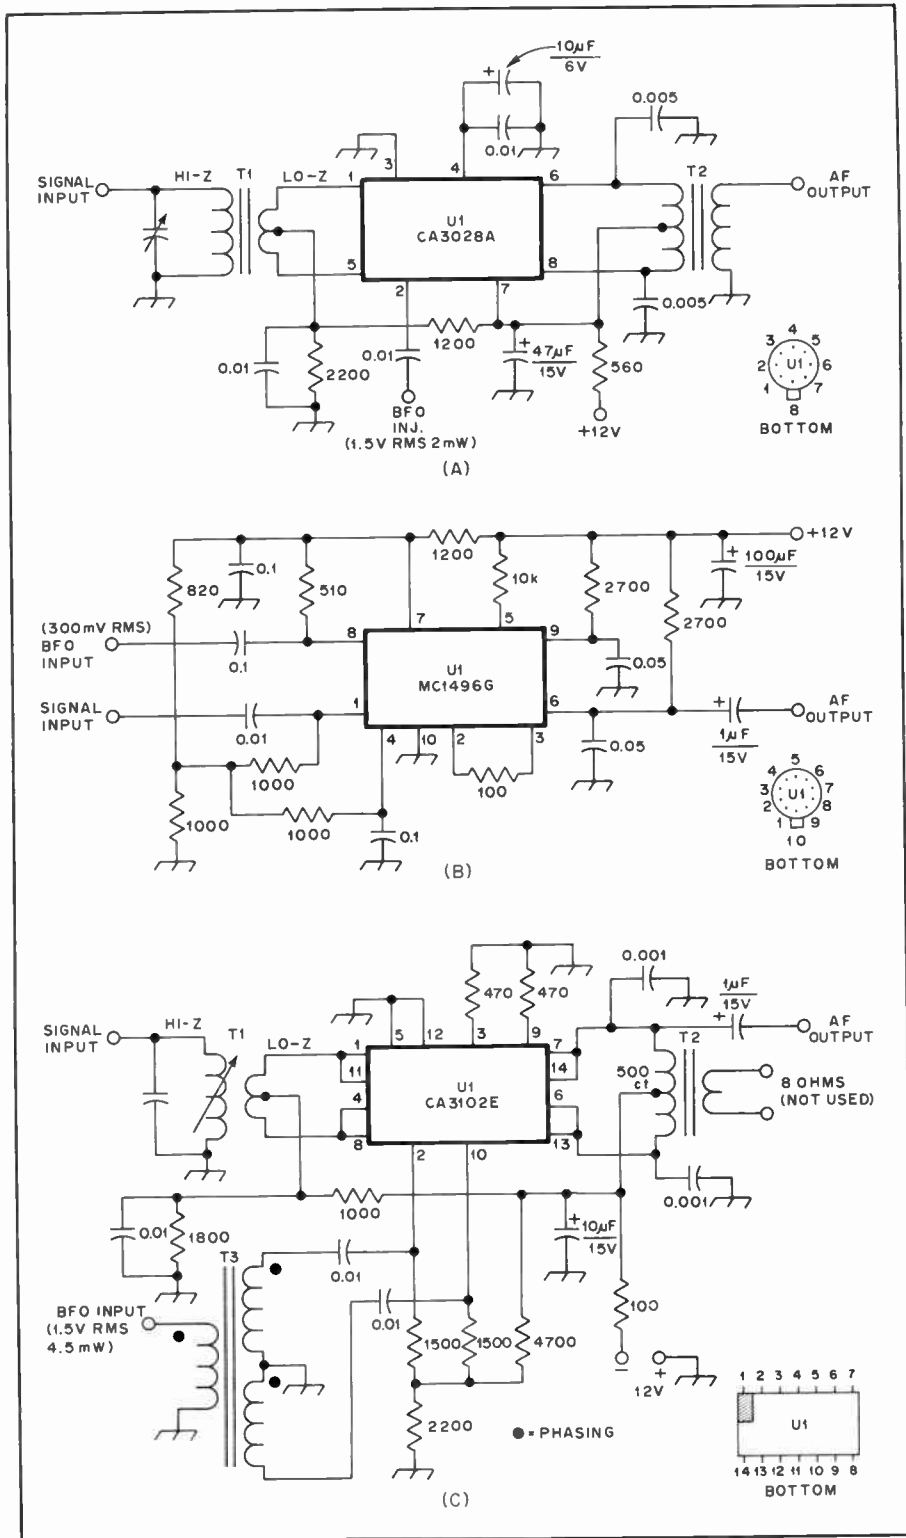 10µF
6V
+
0.01
0.005
3
4
HI-Z T1 LO-Z
1
6
T2
SIGNAL
INPUT
AF
OUTPUT
U1
CA3028A
5
8
2
7
0.005
1200
0.01
2200
0.01
+
47µF
15V
560
BFO
INJ.
(1.5V RMS 2mW)
+12V
4
3 5
2 U1 6
1 7
8
BOTTOM
(A)
+12V
1200
820
0.1
510
10k
2700
+
100µF
15V
2700
7
5
(300mV RMS)
BFO
INPUT
0.1
8
9
U1
MC1496G
0.05
SIGNAL
INPUT
0.01
1
6
+
AF
OUTPUT
1µF
15V
4
10
2
3
0.05
1000
100
1000
1000
0.1
5
4 6
3 U1 7
2 8
1 9
10
BOTTOM
(B)
470
470
0.001
1µF
15V
+
SIGNAL
INPUT
HI-Z T1 LO-Z
5
12
3
9
1
11
4
8
U1
CA3102E
7
14
6
13
AF
OUTPUT
T2
500
ct
8 OHMS
(NOT USED)
2
10
0.001
1000
0.01
1800
+
10µF
15V
T3
0.01
0.01
BFO INPUT
(1.5V RMS
4.5mW)
1500
1500
4700
100
−
+
12V
2200
● = PHASING
1 2 3 4 5 6 7
U1
14 13 12 11 10 9 8
BOTTOM
(C)